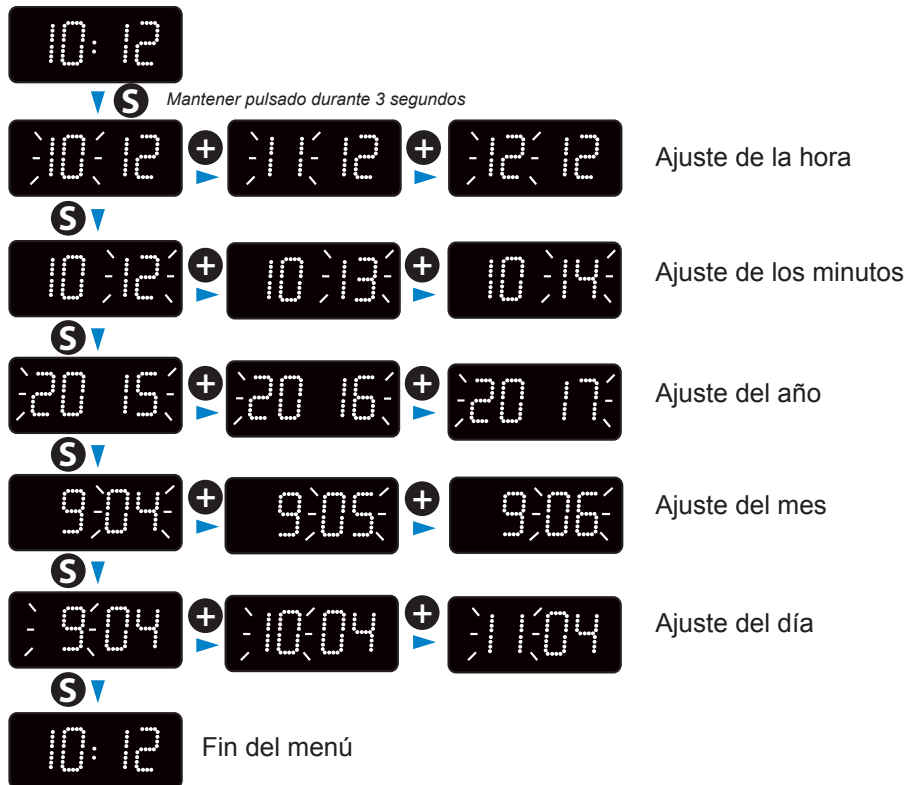 10:12
S Mantener pulsado durante 3 segundos
10 12 + 11 12 + 12 12 Ajuste de la hora
S
10 12 + 10 13 + 10 14 Ajuste de los minutos
S
20 15 + 20 16 + 20 17 Ajuste del año
S
9 04 + 9 05 + 9 06 Ajuste del mes
S
9 04 + 10 04 + 11 04 Ajuste del día
S
10:12 Fin del menú